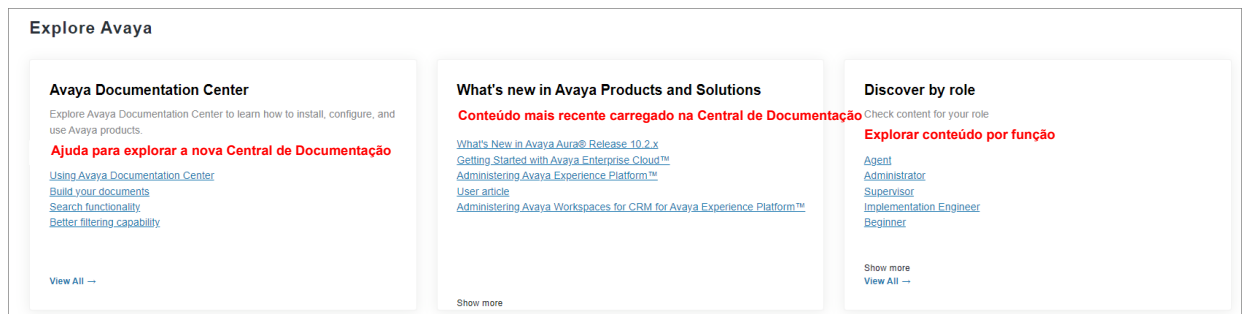 Explore Avaya
Avaya Documentation Center
Explore Avaya Documentation Center to learn how to install, configure, and
use Avaya products.
Ajuda para explorar a nova Central de Documentação
Using Avaya Documentation Center
Build your documents
Search functionality
Better filtering capability
View All →
What's new in Avaya Products and Solutions
Conteúdo mais recente carregado na Central de Documentação
What's New in Avaya Aura® Release 10.2.x
Getting Started with Avaya Enterprise Cloud™
Administering Avaya Experience Platform™
User article
Administering Avaya Workspaces for CRM for Avaya Experience Platform™
Show more
Discover by role
Check content for your role
Explorar conteúdo por função
Agent
Administrator
Supervisor
Implementation Engineer
Beginner
Show more
View All →